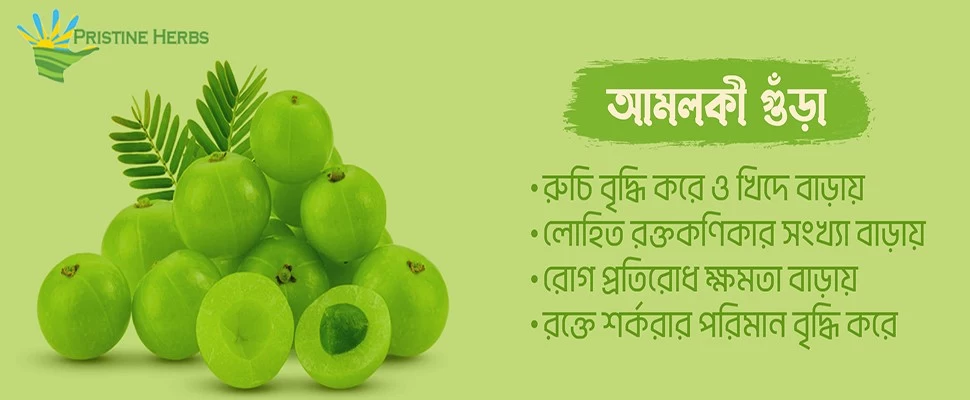 PRISTINE HERBS
আমলকী গুঁড়া
•রুচি বৃদ্ধি করে ও খিদে বাড়ায়
•লোহিত রক্তকণিকার সংখ্যা বাড়ায়
•রোগ প্রতিরোধ ক্ষমতা বাড়ায়
•রক্তে শর্করার পরিমান বৃদ্ধি করে